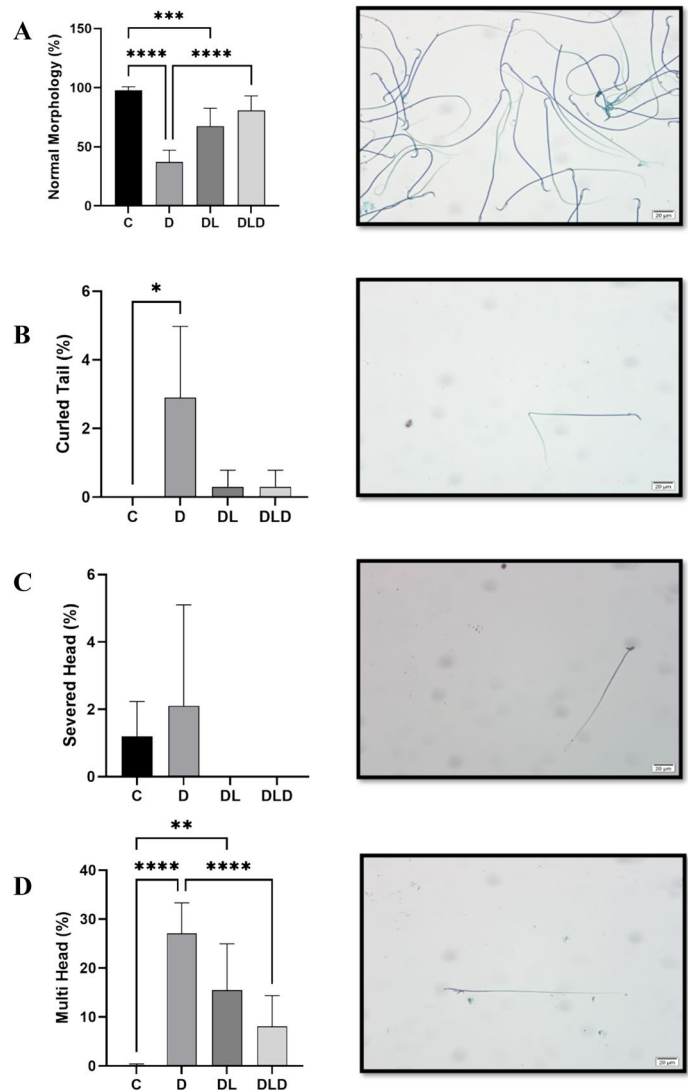 A
Normal Morphology (%)
150
100
50
0
***
**** ****
C D DL DLD
20 µm
B
Curled Tail (%)
6
4
2
0
*
C D DL DLD
20 µm
C
Severed Head (%)
6
4
2
0
C D DL DLD
20 µm
D
Multi Head (%)
40
30
20
10
0
**
**** ****
C D DL DLD
20 µm